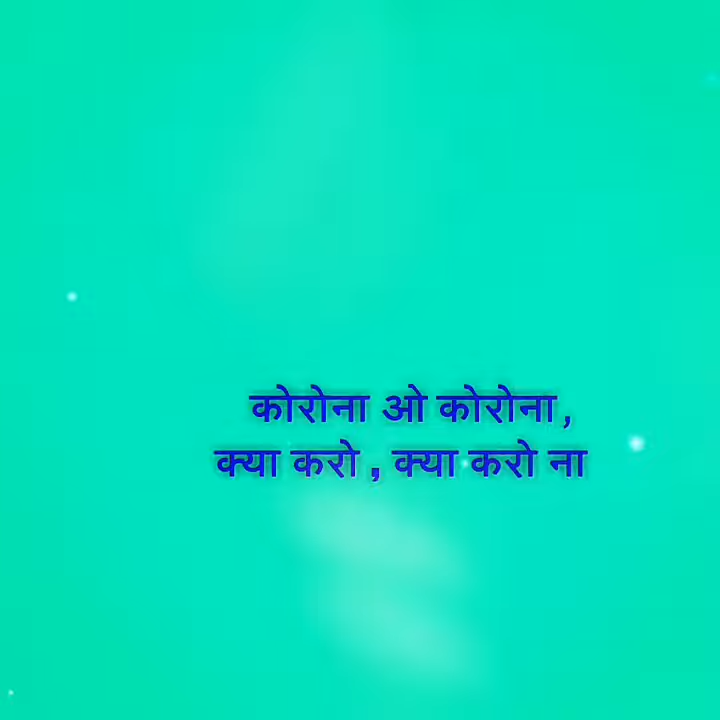 कोरोना ओ कोरोना,
क्या करो , क्या करो ना